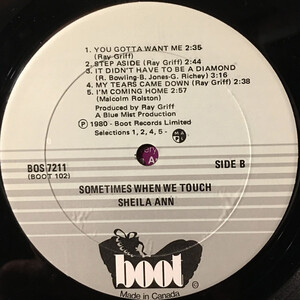 1. YOU GOTTA WANT ME 2:35
(Ray Griff)
2. STEP ASIDE (Ray Griff) 2:44
3. IT DIDN'T HAVE TO BE A DIAMOND
(R. Bowling-B. Jones-G. Richey) 3:16
4. MY TEARS CAME DOWN (Ray Griff) 2:38
5. I'M COMING HOME 2:57
(Malcolm Rolston)
Produced by Ray Griff
A Blue Mist Production
Ⓟ 1980 - Boot Records Limited
Selections 1, 2, 4, 5 -
BOS 7211
(BOOT 102)
SIDE B
SOMETIMES WHEN WE TOUCH
SHEILA ANN
boot
Made in Canada